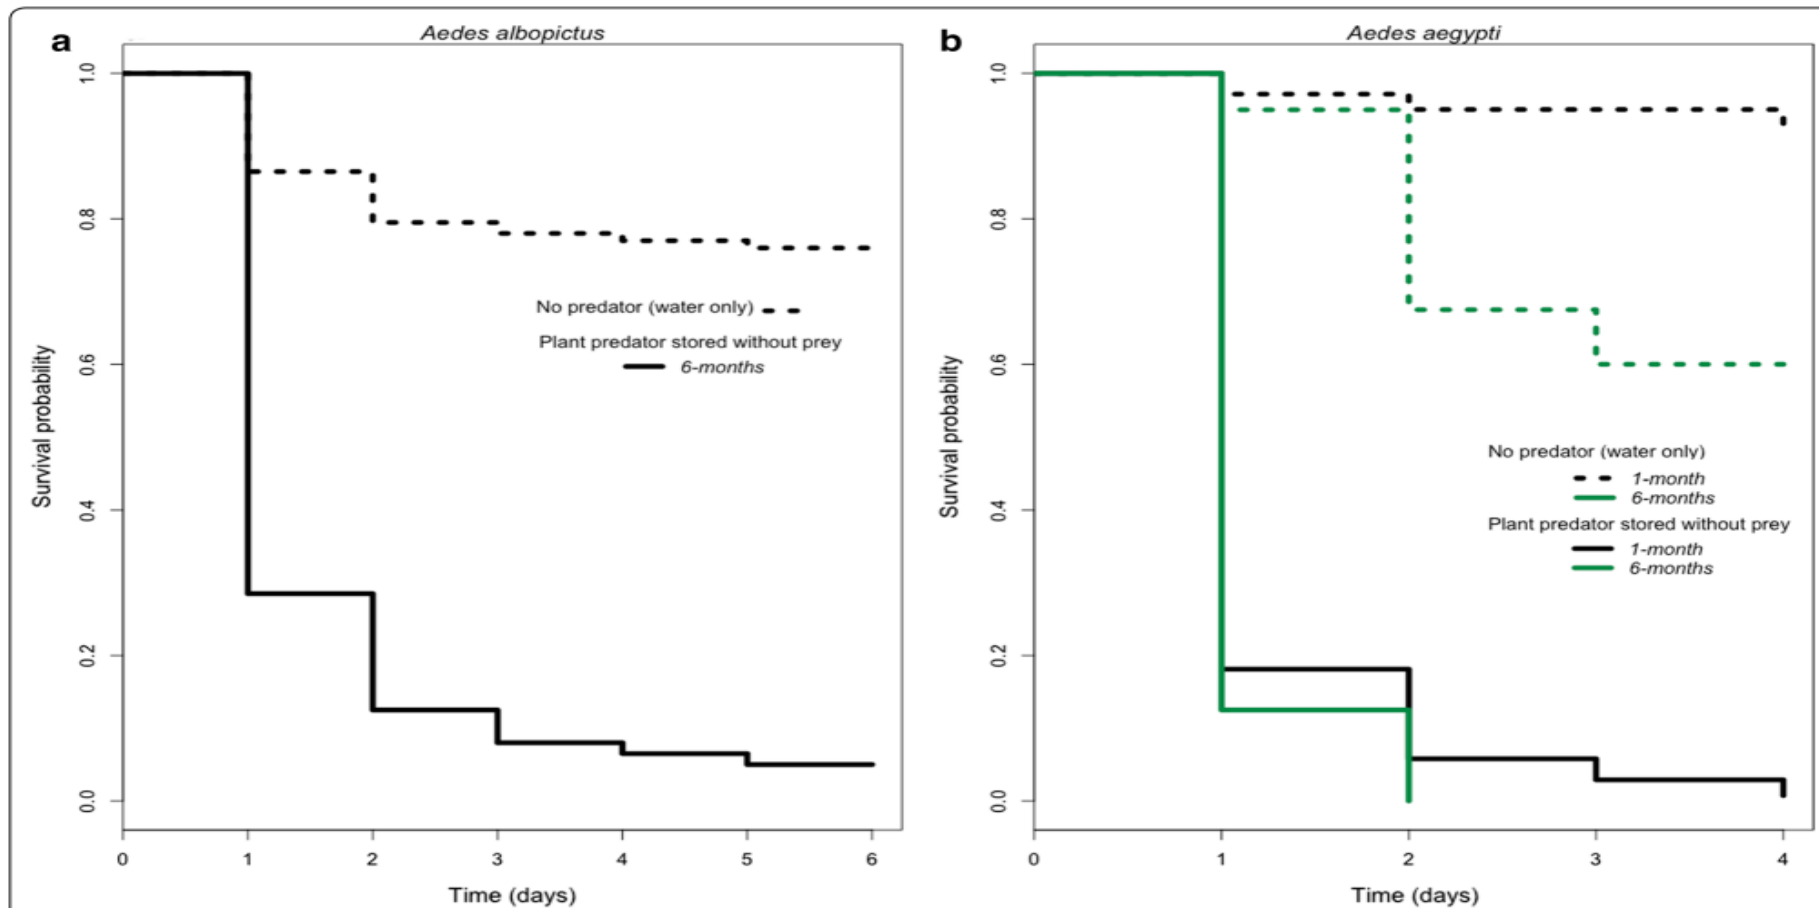 a
Aedes albopictus
1.0
0.8
0.6
0.4
0.2
0.0
Survival probability
No predator (water only)
Plant predator stored without prey
6-months
0 1 2 3 4 5 6
Time (days)
b
Aedes aegypti
1.0
0.8
0.6
0.4
0.2
0.0
Survival probability
No predator (water only)
1-month
6-months
Plant predator stored without prey
1-month
6-months
0 1 2 3 4
Time (days)